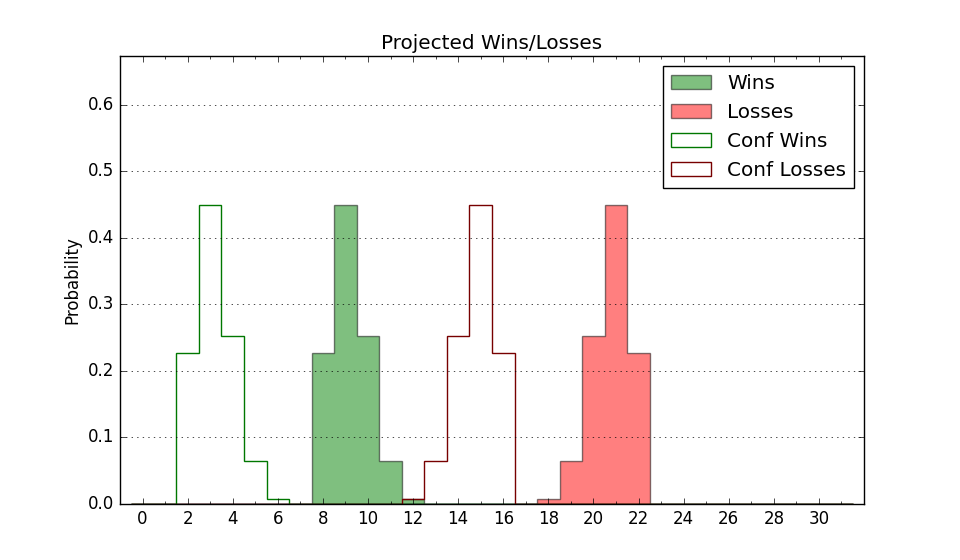 Projected Wins/Losses
Wins
Losses
Conf Wins
Conf Losses
Probability
0.6
0.5
0.4
0.3
0.2
0.1
0.0
0 2 4 6 8 10 12 14 16 18 20 22 24 26 28 30